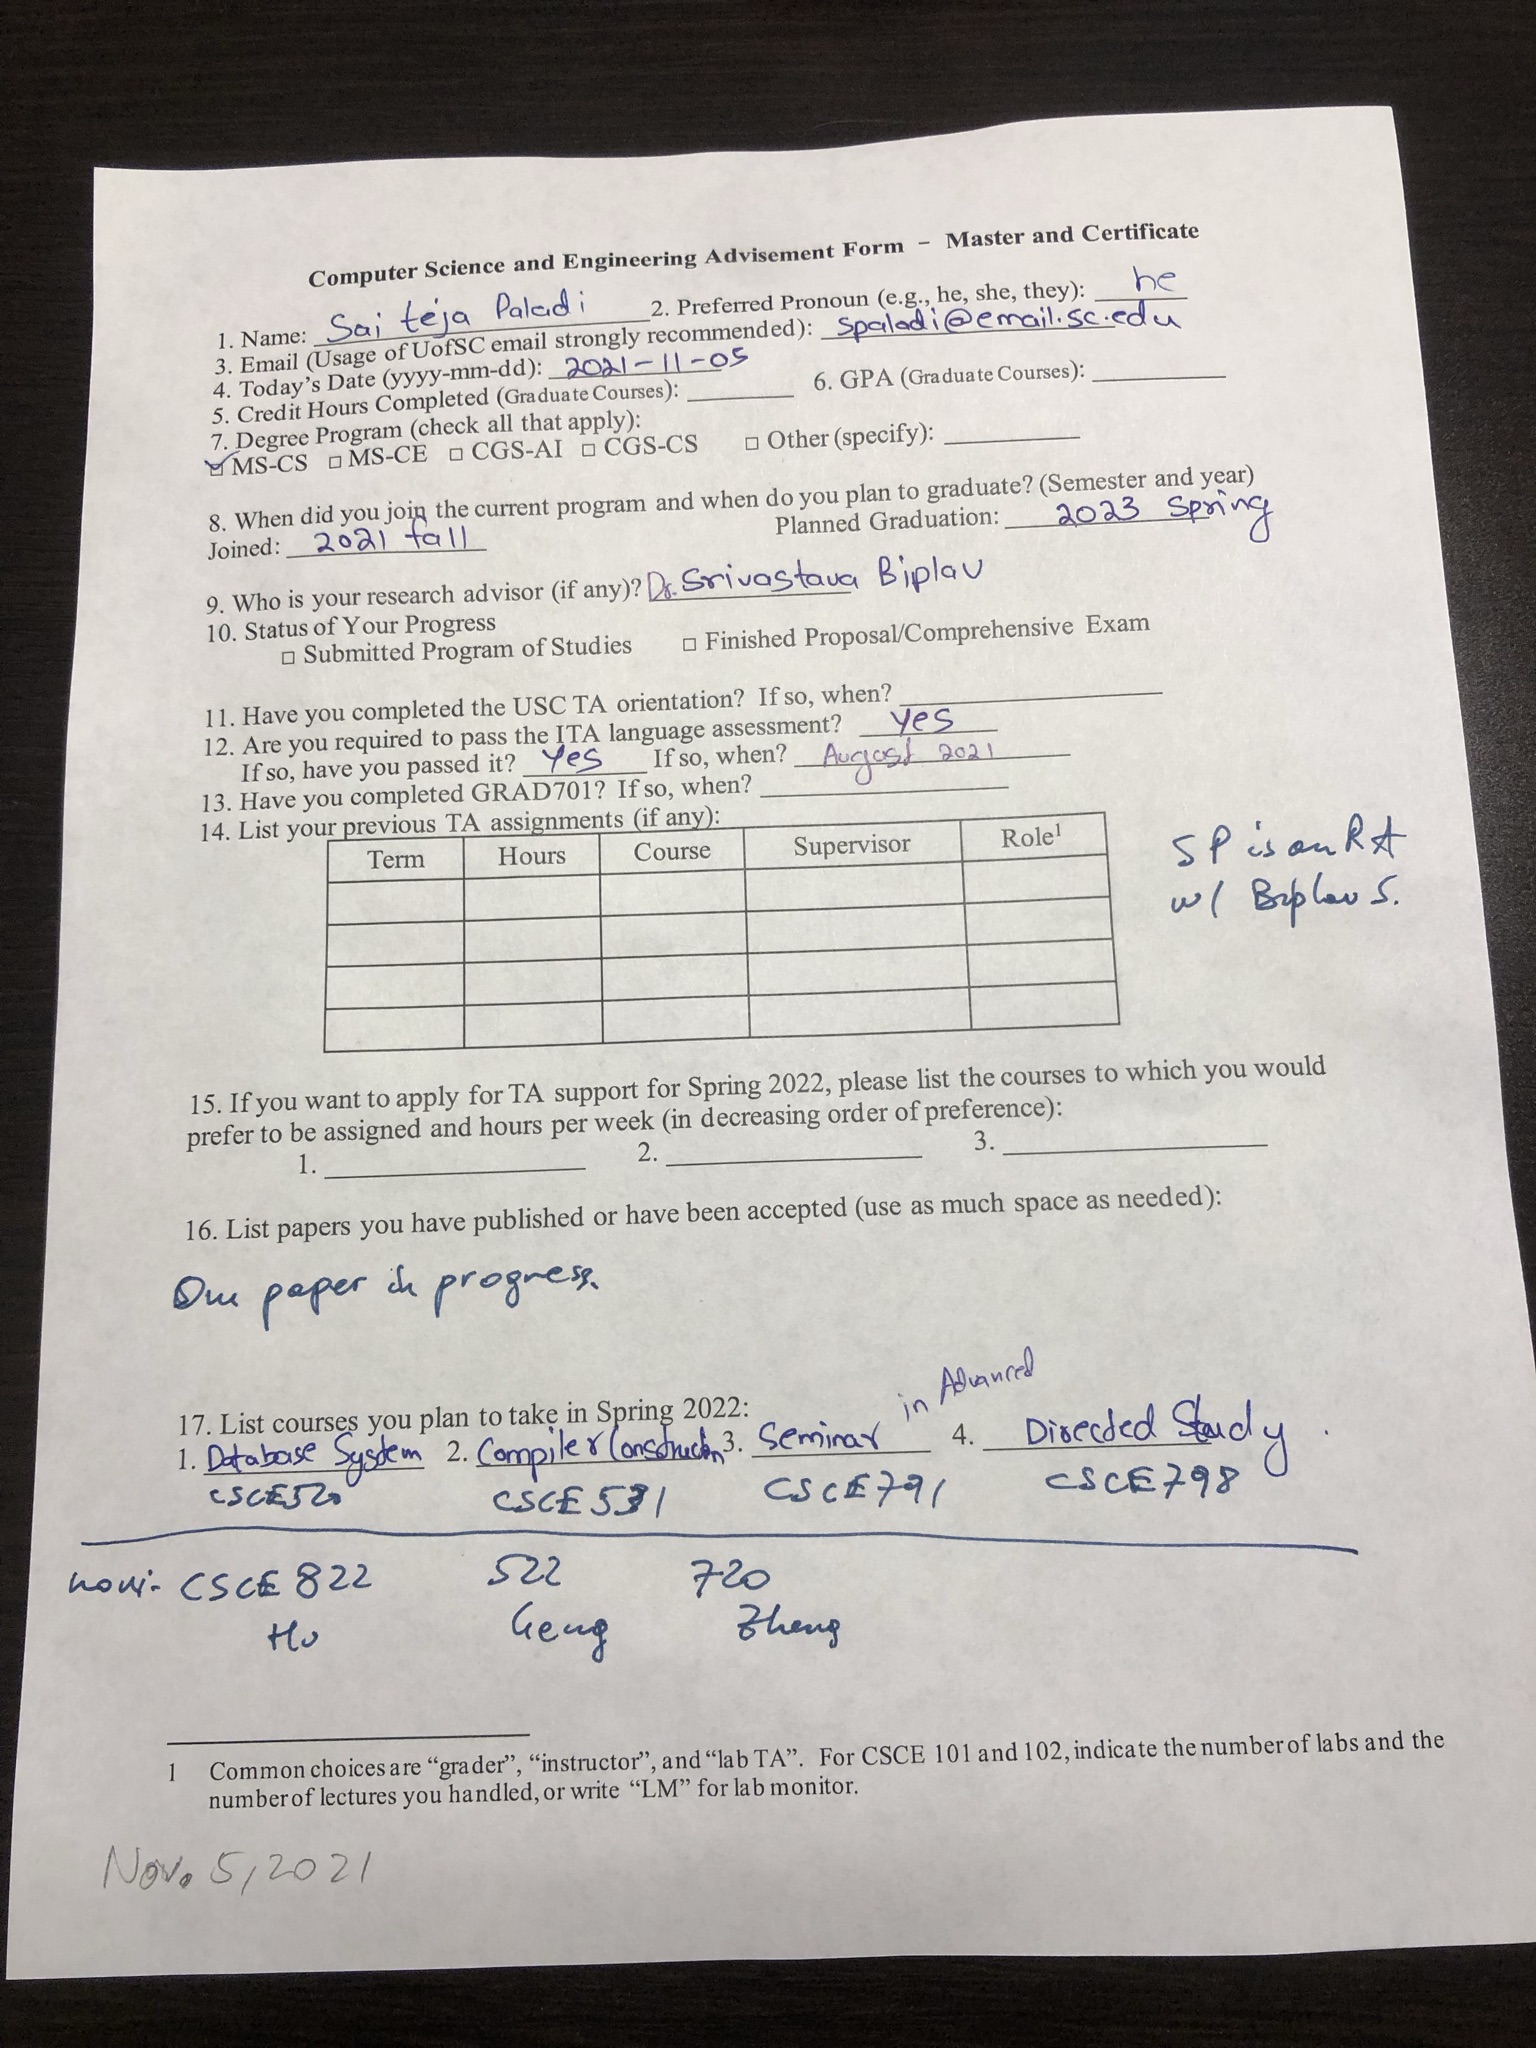 Computer Science and Engineering Advisement Form – Master and Certificate
1. Name: Sai teja Paladi 2. Preferred Pronoun (e.g., he, she, they): he
3. Email (Usage of UofSC email strongly recommended): spaladi@email.sc.edu
4. Today's Date (yyyy-mm-dd): 2021-11-05
5. Credit Hours Completed (Graduate Courses): 6. GPA (Graduate Courses):
7. Degree Program (check all that apply):
☑ MS-CS □ MS-CE □ CGS-AI □ CGS-CS □ Other (specify):
8. When did you join the current program and when do you plan to graduate? (Semester and year)
Joined: 2021 fall Planned Graduation: 2023 Spring
9. Who is your research advisor (if any)? Dr. Srivastava Biplav
10. Status of Your Progress
□ Submitted Program of Studies □ Finished Proposal/Comprehensive Exam
11. Have you completed the USC TA orientation? If so, when?
12. Are you required to pass the ITA language assessment? Yes
If so, have you passed it? Yes If so, when? August 2021
13. Have you completed GRAD701? If so, when?
14. List your previous TA assignments (if any):
Term Hours Course Supervisor Role1
SP is an RA
w/ Biplav S.
15. If you want to apply for TA support for Spring 2022, please list the courses to which you would
prefer to be assigned and hours per week (in decreasing order of preference):
1. 2. 3.
16. List papers you have published or have been accepted (use as much space as needed):
One paper in progress.
17. List courses you plan to take in Spring 2022:
1. Database System 2. Compiler Construction 3. Seminar in Advanced 4. Directed Study.
CSCE520 CSCE531 CSCE791 CSCE798
CSCE 822 522 720
Hu Geng Zheng
1 Common choices are "grader", "instructor", and "lab TA". For CSCE 101 and 102, indicate the number of labs and the
number of lectures you handled, or write "LM" for lab monitor.
Nov. 5, 2021